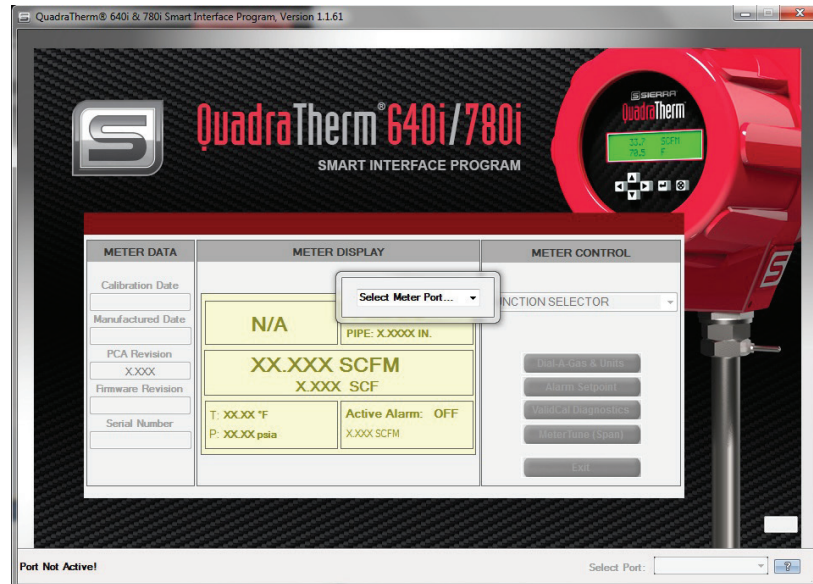 QuadraTherm® 640i & 780i Smart Interface Program, Version 1.1.61
QuadraTherm® 640i/780i
SMART INTERFACE PROGRAM
SIERRA
QuadraTherm
33.7 SCFM
70.5 F
METER DATA
METER DISPLAY
METER CONTROL
Calibration Date
Manufactured Date
PCA Revision
X.XXX
Firmware Revision
Serial Number
Select Meter Port...
N/A
PIPE: X.XXXX IN.
XX.XXX SCFM
X.XXX SCF
T: XX.XX °F
P: XX.XX psia
Active Alarm: OFF
X.XXX SCFM
NCTION SELECTOR
Dial-A-Gas & Units
Alarm Setpoint
ValidCal Diagnostics
MeterTune (Span)
Exit
Port Not Active!
Select Port:
?